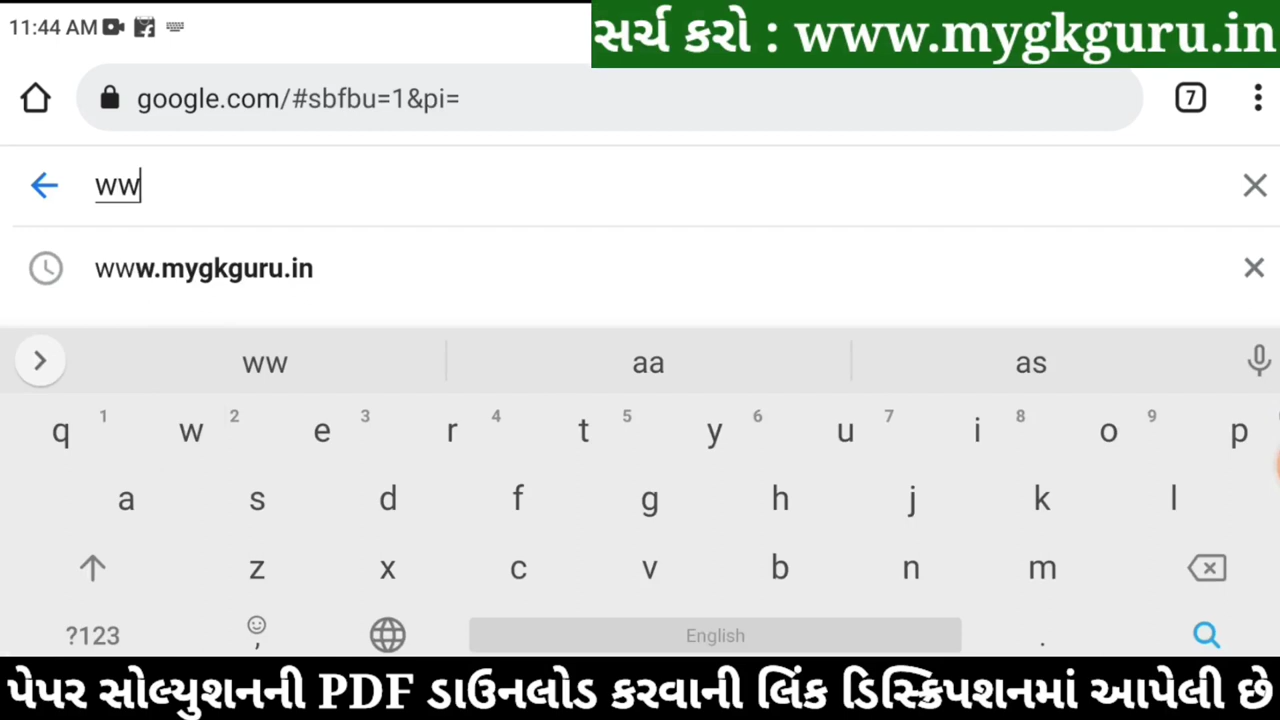 11:44 AM
સર્ચ કરો : www.mygkguru.in
google.com/#sbfbu=1&pi=
7
ww
www.mygkguru.in
ww aa as
q 1 w 2 e 3 r 4 t 5 y 6 u 7 i 8 o 9 p
a s d f g h j k l
z x c v b n m
?123 , English .
પેપર સોલ્યુશનની PDF ડાઉનલોડ કરવાની લિંક ડિસ્ક્રિપશનમાં આપેલી છે